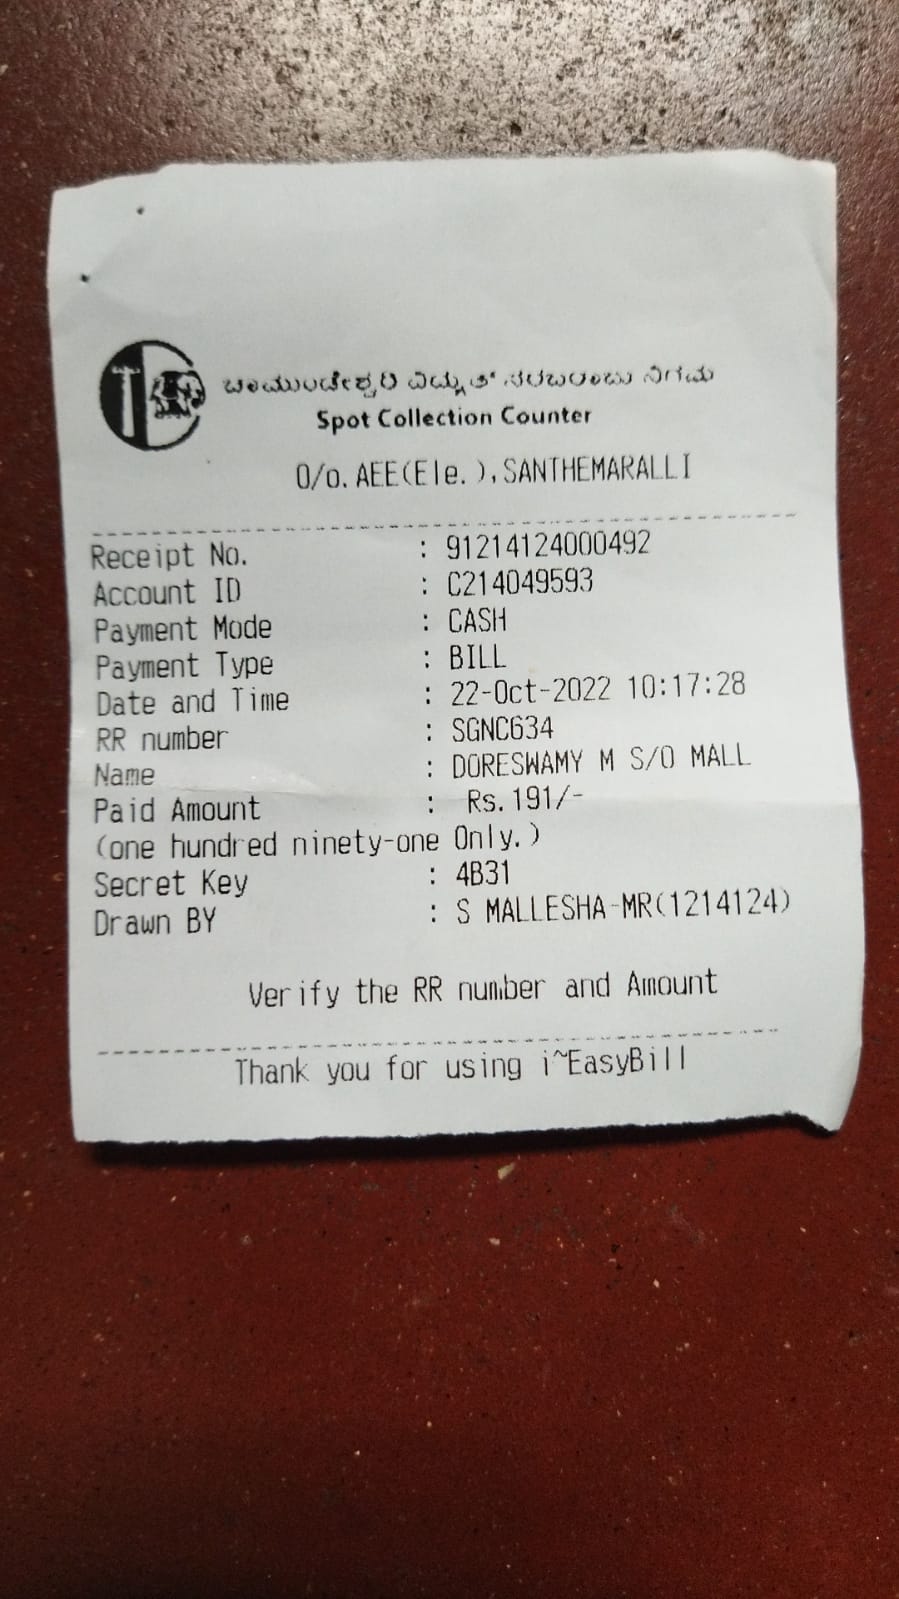 ಚಾಮುಂಡೇಶ್ವರಿ ವಿದ್ಯುತ್ ಸರಬರಾಜು ನಿಗಮ
Spot Collection Counter
O/o. AEE(Ele.),SANTHEMARALLI
Receipt No. : 91214124000492
Account ID : C214049593
Payment Mode : CASH
Payment Type : BILL
Date and Time : 22-Oct-2022 10:17:28
RR number : SGNC634
Name : DORESWAMY M S/O MALL
Paid Amount : Rs.191/-
(one hundred ninety-one Only.)
Secret Key : 4B31
Drawn BY : S MALLESHA-MR(1214124)
Verify the RR number and Amount
Thank you for using i~EasyBill